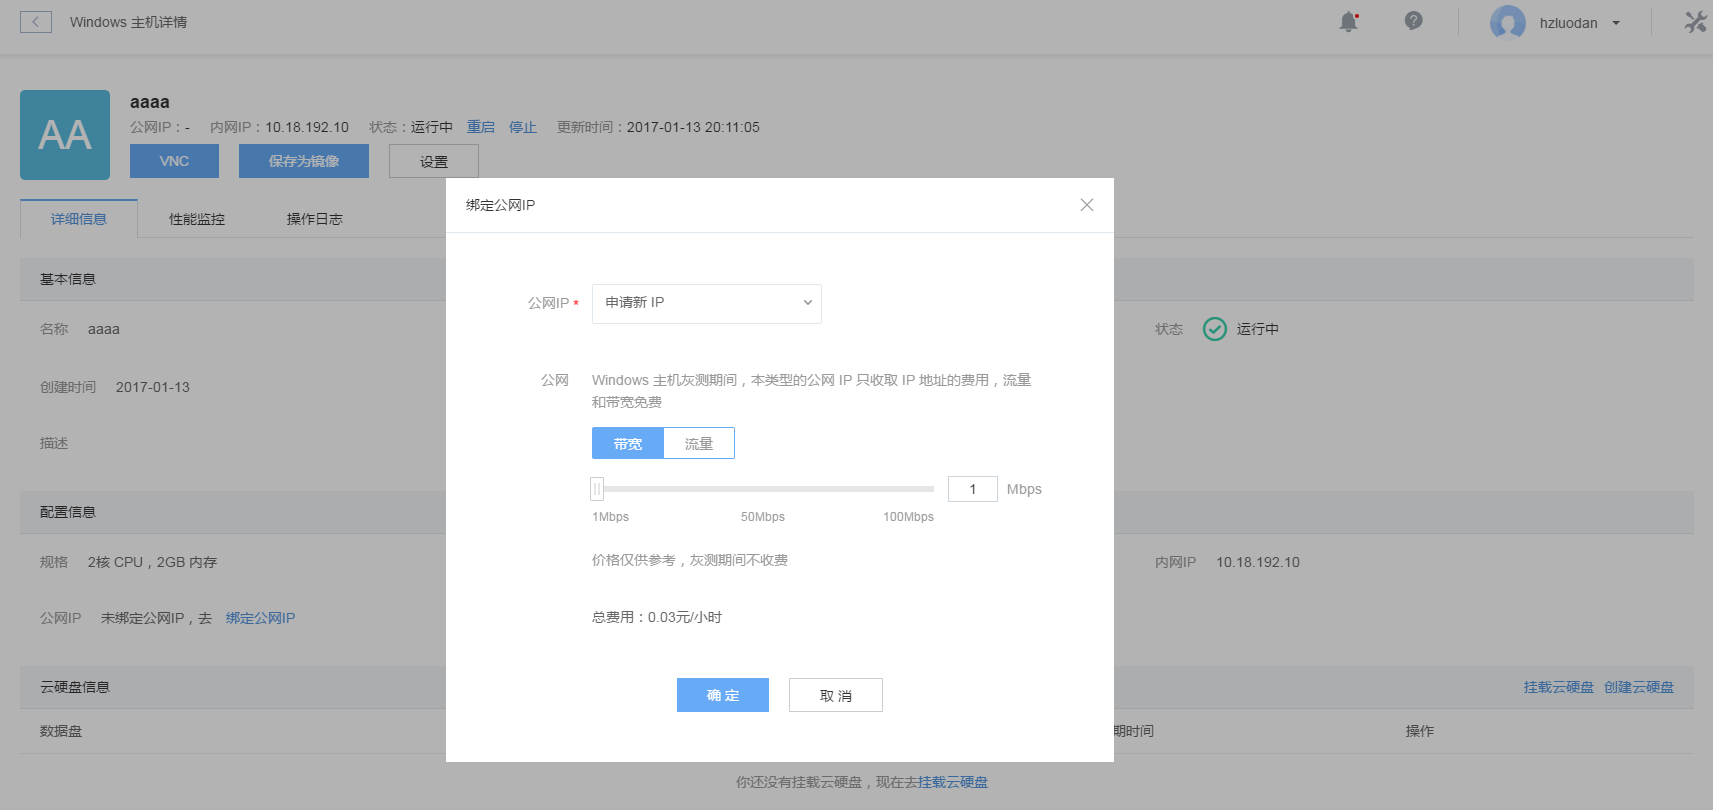 Windows 主机详情
hzluodan
AA
aaaa
公网IP：- 内网IP：10.18.192.10 状态：运行中 重启 停止 更新时间：2017-01-13 20:11:05
VNC 保存为镜像 设置
详细信息 性能监控 操作日志
绑定公网IP
公网IP * 申请新 IP
公网 Windows 主机灰测期间，本类型的公网 IP 只收取 IP 地址的费用，流量
和带宽免费
带宽 流量
1 Mbps
1Mbps 50Mbps 100Mbps
价格仅供参考，灰测期间不收费
总费用：0.03元/小时
确 定 取 消
基本信息
名称 aaaa
状态 运行中
创建时间 2017-01-13
描述
配置信息
规格 2核 CPU，2GB 内存
内网IP 10.18.192.10
公网IP 未绑定公网IP，去 绑定公网IP
云硬盘信息
挂载云硬盘 创建云硬盘
数据盘 期时间 操作
你还没有挂载云硬盘，现在去挂载云硬盘